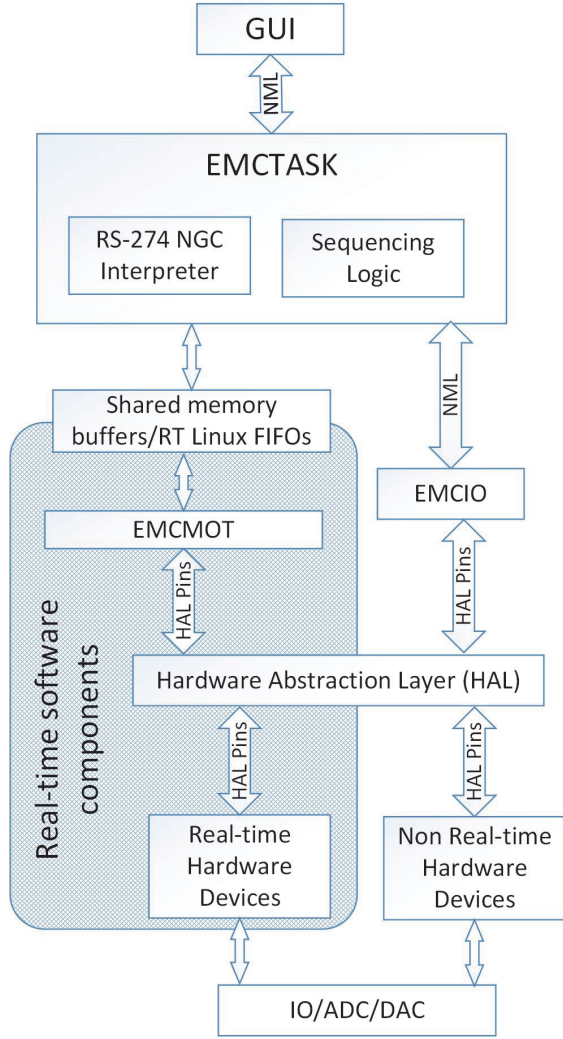 GUI
NML
EMCTASK
RS-274 NGC
Interpreter
Sequencing
Logic
NML
Shared memory
buffers/RT Linux FIFOs
EMCIO
EMCMOT
HAL Pins
HAL Pins
Hardware Abstraction Layer (HAL)
Real-time software
components
HAL Pins
HAL Pins
Real-time
Hardware
Devices
Non Real-time
Hardware
Devices
IO/ADC/DAC